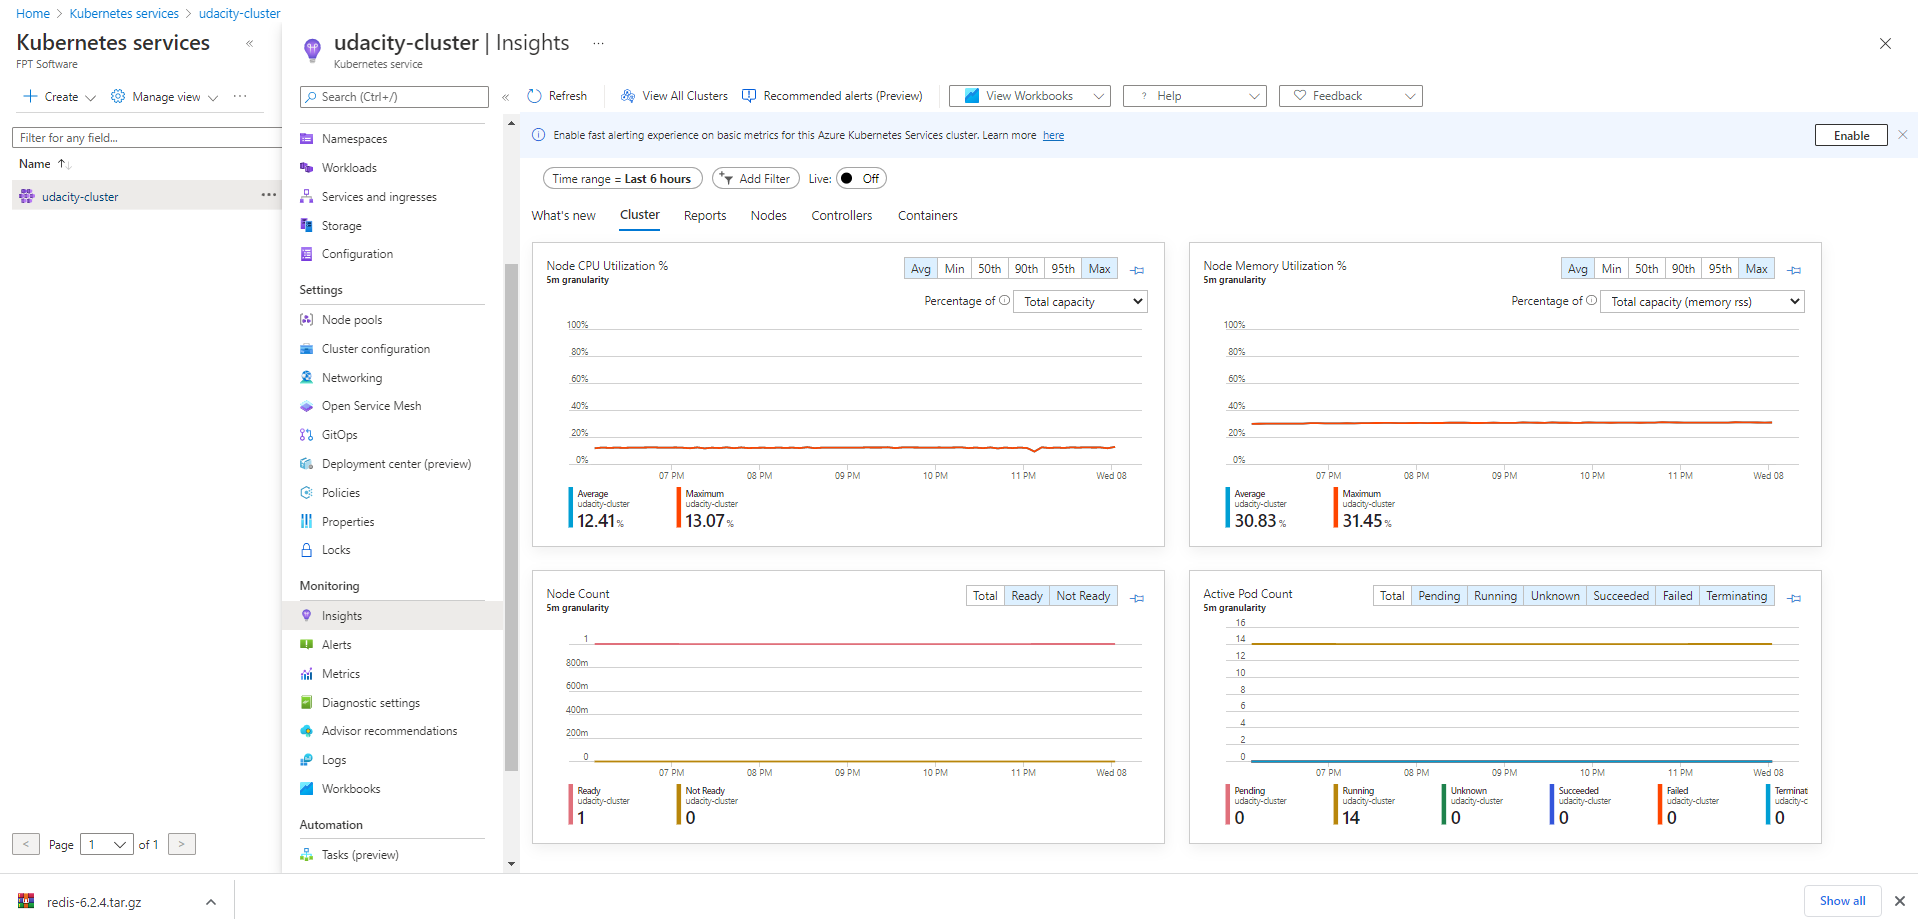 Home > Kubernetes services > udacity-cluster
Kubernetes services «
FPT Software
+ Create Manage view ...
Filter for any field...
Name ↑↓
udacity-cluster ...
< Page 1 of 1 >
udacity-cluster | Insights ...
Kubernetes service
Search (Ctrl+/) «
Namespaces
Workloads
Services and ingresses
Storage
Configuration
Settings
Node pools
Cluster configuration
Networking
Open Service Mesh
GitOps
Deployment center (preview)
Policies
Properties
Locks
Monitoring
Insights
Alerts
Metrics
Diagnostic settings
Advisor recommendations
Logs
Workbooks
Automation
Tasks (preview)
Refresh View All Clusters Recommended alerts (Preview) View Workbooks ? Help Feedback
Enable fast alerting experience on basic metrics for this Azure Kubernetes Services cluster. Learn more here Enable
Time range = Last 6 hours Add Filter Live: Off
What's new Cluster Reports Nodes Controllers Containers
Node CPU Utilization %
5m granularity
Avg Min 50th 90th 95th Max
Percentage of Total capacity
100%
80%
60%
40%
20%
0%
07 PM 08 PM 09 PM 10 PM 11 PM Wed 08
Average Maximum
udacity-cluster udacity-cluster
12.41 % 13.07 %
Node Memory Utilization %
5m granularity
Avg Min 50th 90th 95th Max
Percentage of Total capacity (memory rss)
100%
80%
60%
40%
20%
0%
07 PM 08 PM 09 PM 10 PM 11 PM Wed 08
Average Maximum
udacity-cluster udacity-cluster
30.83 % 31.45 %
Node Count
5m granularity
Total Ready Not Ready
1
800m
600m
400m
200m
0
07 PM 08 PM 09 PM 10 PM 11 PM Wed 08
Ready Not Ready
udacity-cluster udacity-cluster
1 0
Active Pod Count
5m granularity
Total Pending Running Unknown Succeeded Failed Terminating
16
14
12
10
8
6
4
2
0
07 PM 08 PM 09 PM 10 PM 11 PM Wed 08
Pending Running Unknown Succeeded Failed Terminat
udacity-cluster udacity-cluster udacity-cluster udacity-cluster udacity-cluster udacity-c
0 14 0 0 0 0
redis-6.2.4.tar.gz Show all